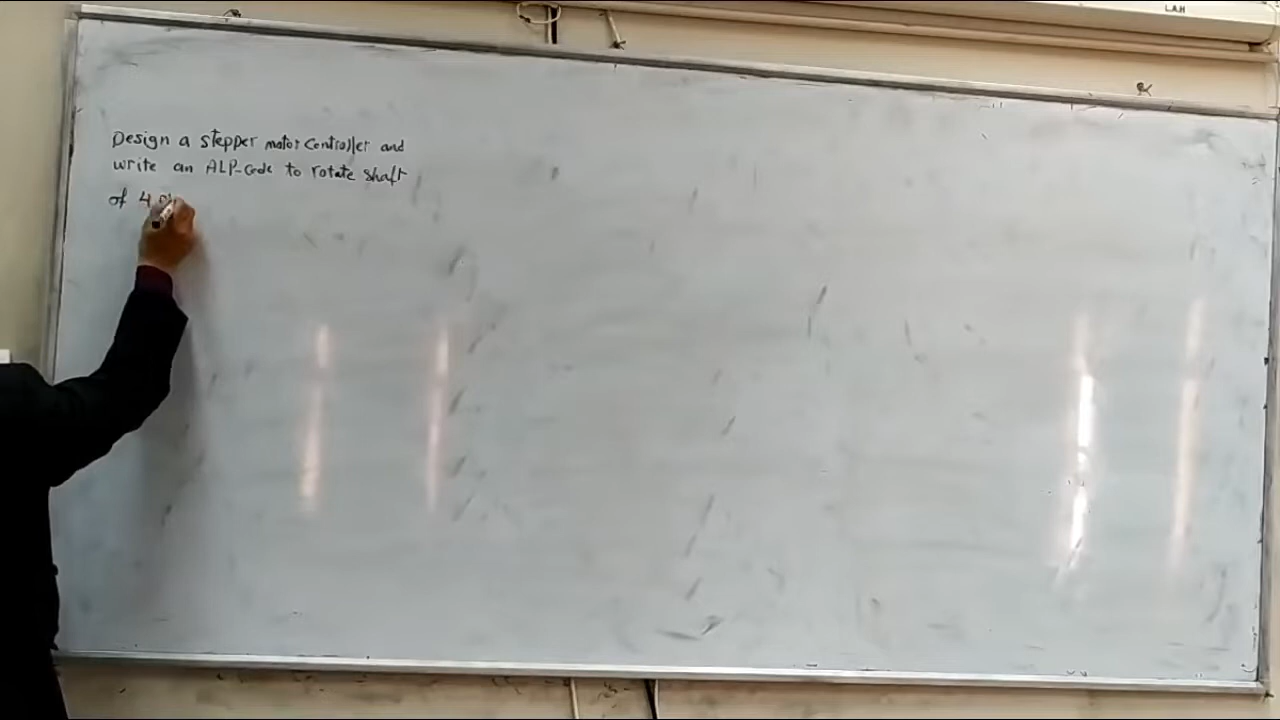 L.A.H
Design a stepper motor controller and
write an ALP-Code to rotate shaft
of 4